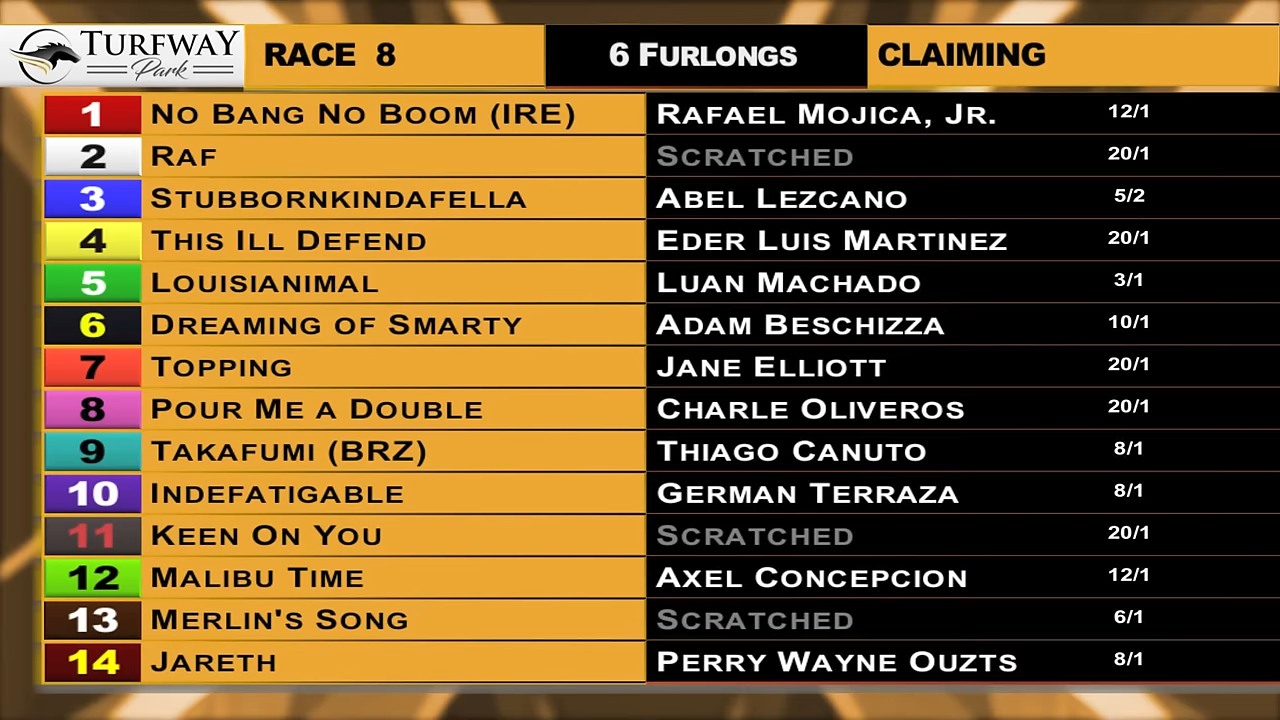 TURFWAY Park RACE 8 6 FURLONGS CLAIMING
1 NO BANG NO BOOM (IRE) RAFAEL MOJICA, JR. 12/1
2 RAF SCRATCHED 20/1
3 STUBBORNKINDAFELLA ABEL LEZCANO 5/2
4 THIS ILL DEFEND EDER LUIS MARTINEZ 20/1
5 LOUISIANIMAL LUAN MACHADO 3/1
6 DREAMING OF SMARTY ADAM BESCHIZZA 10/1
7 TOPPING JANE ELLIOTT 20/1
8 POUR ME A DOUBLE CHARLE OLIVEROS 20/1
9 TAKAFUMI (BRZ) THIAGO CANUTO 8/1
10 INDEFATIGABLE GERMAN TERRAZA 8/1
11 KEEN ON YOU SCRATCHED 20/1
12 MALIBU TIME AXEL CONCEPCION 12/1
13 MERLIN'S SONG SCRATCHED 6/1
14 JARETH PERRY WAYNE OUZTS 8/1